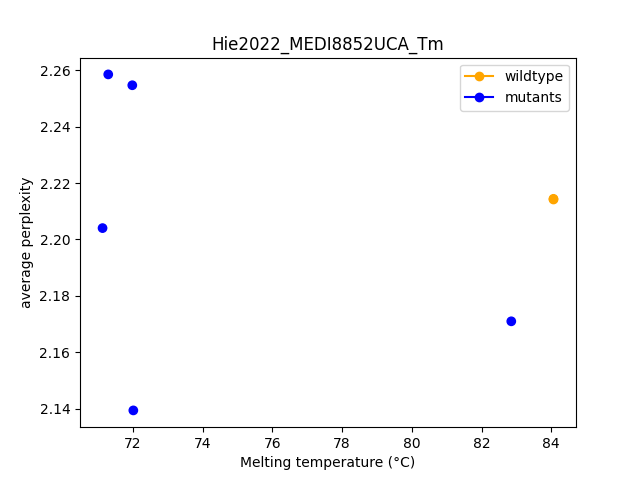 Hie2022_MEDI8852UCA_Tm
wildtype
mutants
average perplexity
2.26
2.24
2.22
2.20
2.18
2.16
2.14
72 74 76 78 80 82 84
Melting temperature (°C)